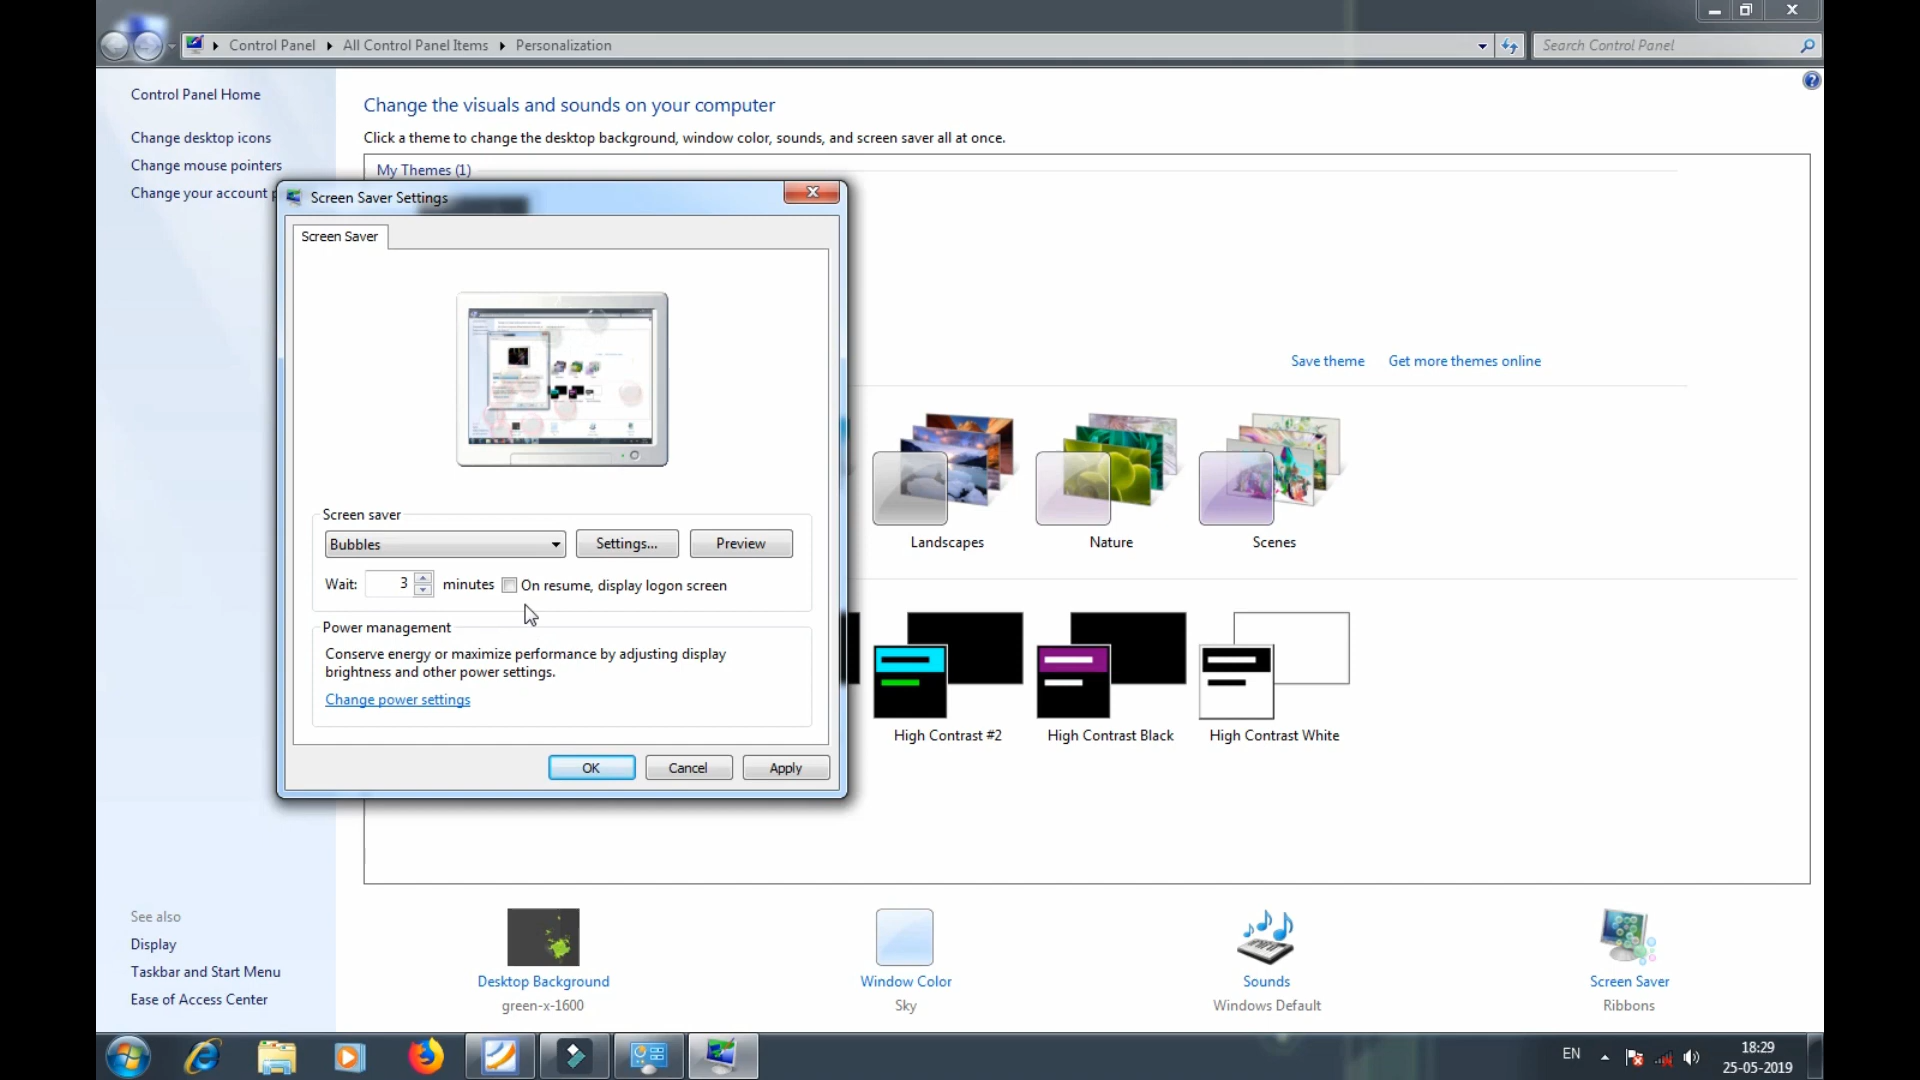 Control Panel
All Control Panel Items
Personalization
Search Control Panel
Control Panel Home
Change desktop icons
Change mouse pointers
Change your account
Change the visuals and sounds on your computer
Click a theme to change the desktop background, window color, sounds, and screen saver all at once.
My Themes (1)
Save theme
Get more themes online
Landscapes
Nature
Scenes
High Contrast #2
High Contrast Black
High Contrast White
Screen Saver Settings
Screen Saver
Screen saver
Bubbles
Settings...
Preview
Wait:
3
minutes
On resume, display logon screen
Power management
Conserve energy or maximize performance by adjusting display
brightness and other power settings.
Change power settings
OK
Cancel
Apply
See also
Display
Taskbar and Start Menu
Ease of Access Center
Desktop Background
green-x-1600
Window Color
Sky
Sounds
Windows Default
Screen Saver
Ribbons
EN
18:29
25-05-2019